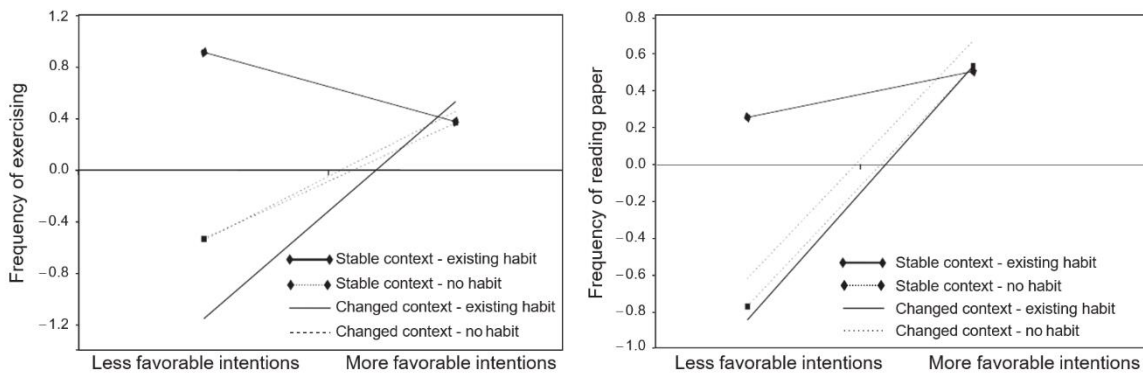 Frequency of exercising
1.2
0.8
0.4
0.0
−0.4
−0.8
−1.2
Stable context - existing habit
Stable context - no habit
Changed context - existing habit
Changed context - no habit
Less favorable intentions More favorable intentions
Frequency of reading paper
0.8
0.6
0.4
0.2
0.0
−0.2
−0.4
−0.6
−0.8
−1.0
Stable context - existing habit
Stable context - no habit
Changed context - existing habit
Changed context - no habit
Less favorable intentions More favorable intentions